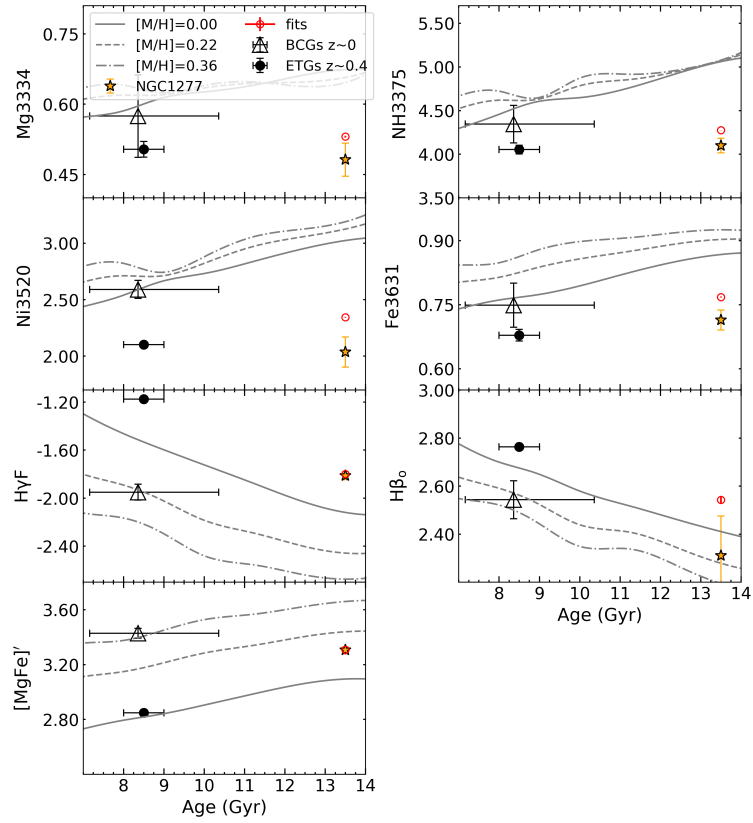 [M/H]=0.00
[M/H]=0.22
[M/H]=0.36
NGC1277
fits
BCGs z~0
ETGs z~0.4
0.75
0.60
0.45
Mg3334
5.50
5.00
4.50
4.00
3.50
NH3375
3.00
2.50
2.00
Ni3520
0.90
0.75
0.60
Fe3631
-1.20
-1.60
-2.00
-2.40
HγF
3.00
2.80
2.60
2.40
Hβo
7 8 9 10 11 12 13 14
Age (Gyr)
3.60
3.20
2.80
[MgFe]′
8 9 10 11 12 13 14
Age (Gyr)